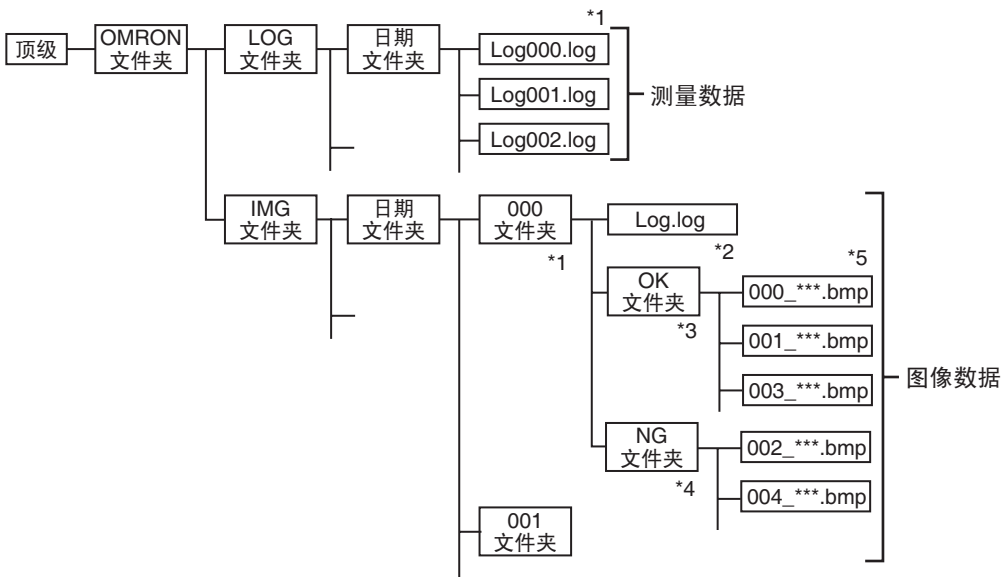 *1
顶级
OMRON
文件夹
LOG
文件夹
日期
文件夹
Log000.log
Log001.log
Log002.log
测量数据
IMG
文件夹
日期
文件夹
000
文件夹
*1
Log.log
*2
OK
文件夹
*3
*5
000_***.bmp
001_***.bmp
003_***.bmp
图像数据
NG
文件夹
*4
002_***.bmp
004_***.bmp
001
文件夹